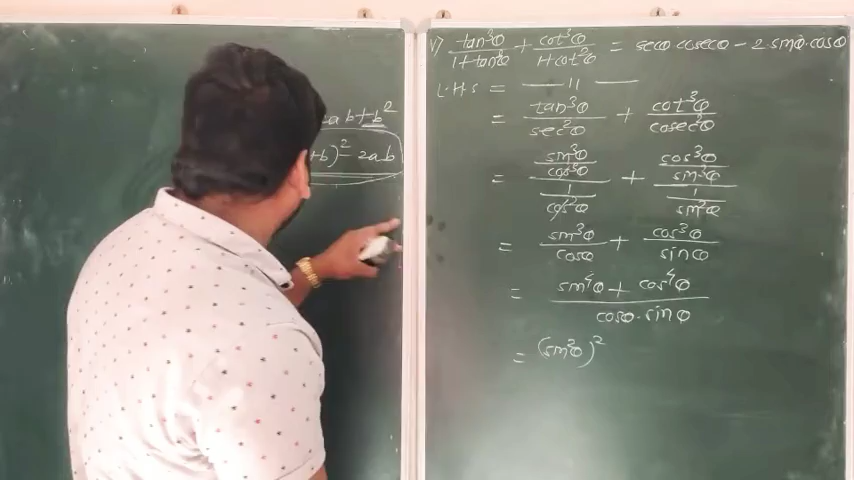 ab + b²
+b)² - 2ab
v) tan³θ / 1+tan²θ + cot³θ / 1+cot²θ = secθ cosecθ - 2·sinθ·cosθ
L·H·S = —— 11 ——
= tan³θ / sec²θ + cot³θ / cosec²θ
= (sin³θ / cos³θ) / (1 / cos²θ) + (cos³θ / sin³θ) / (1 / sin²θ)
= sin³θ / cosθ + cos³θ / sinθ
= sin⁴θ + cos⁴θ / cosθ·sinθ
= (sin²θ)²